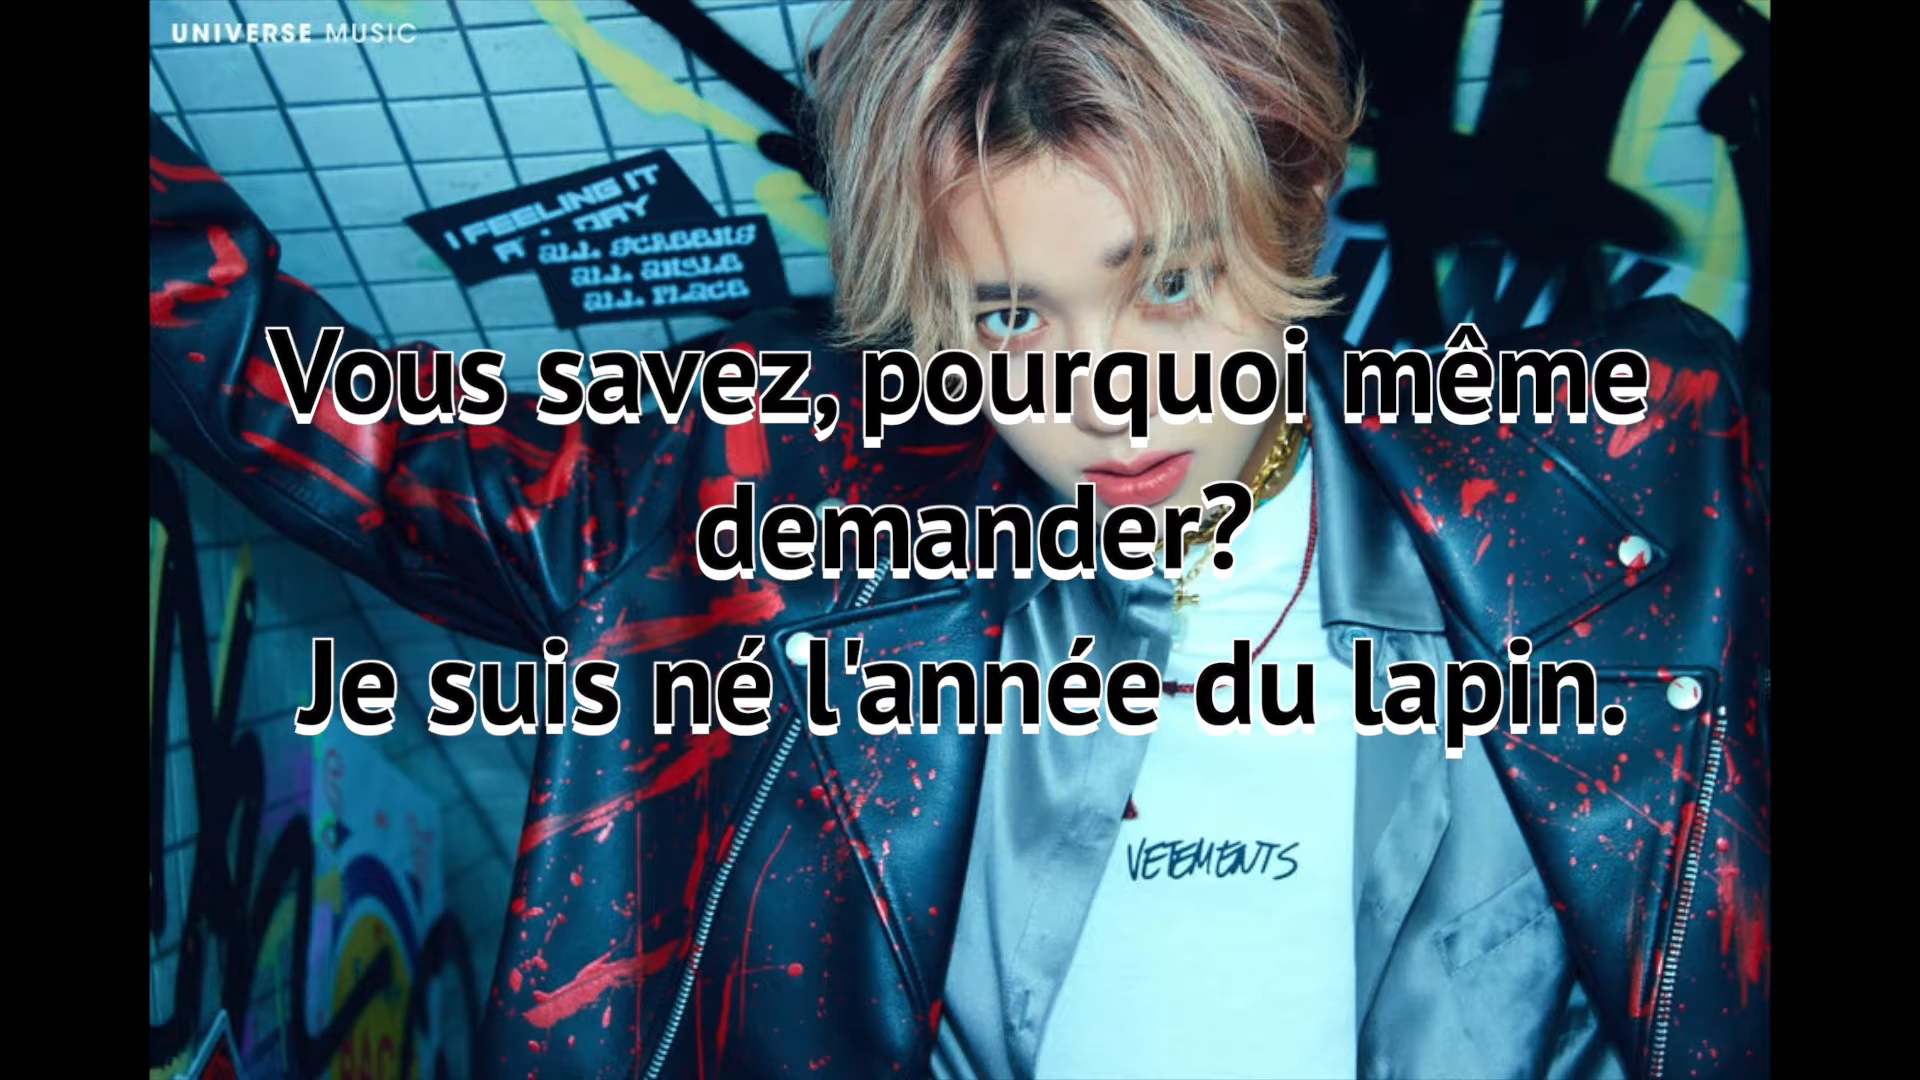 UNIVERSE MUSIC
I FEELING IT
ALL SCREENS
ALL ANGLE
ALL PLACE
Vous savez, pourquoi même
demander?
Je suis né l'année du lapin.
VETEMENTS